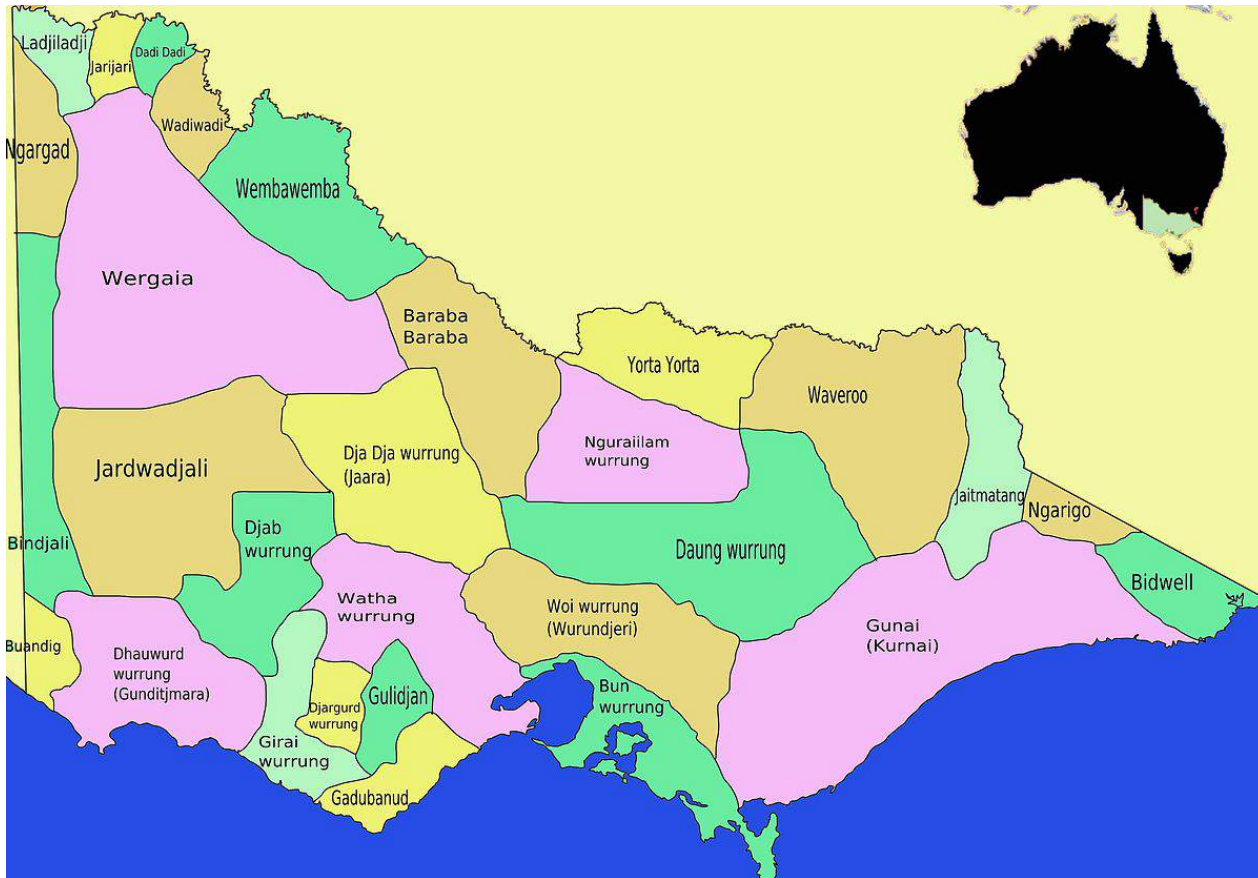 Ladjiladji
Jarijari
Dadi Dadi
Wadiwadi
Ngargad
Wembawemba
Wergaia
Baraba
Baraba
Yorta Yorta
Waveroo
Nguraiilam
wurrung
Dja Dja wurrung
(Jaara)
Jardwadjali
Jaitmatang
Ngarigo
Djab
wurrung
Bindjali
Daung wurrung
Bidwell
Watha
wurrung
Woi wurrung
(Wurundjeri)
Gunai
(Kurnai)
Buandig
Dhauwurd
wurrung
(Gunditjmara)
Djargurd
wurrung
Gulidjan
Bun
wurrung
Girai
wurrung
Gadubanud